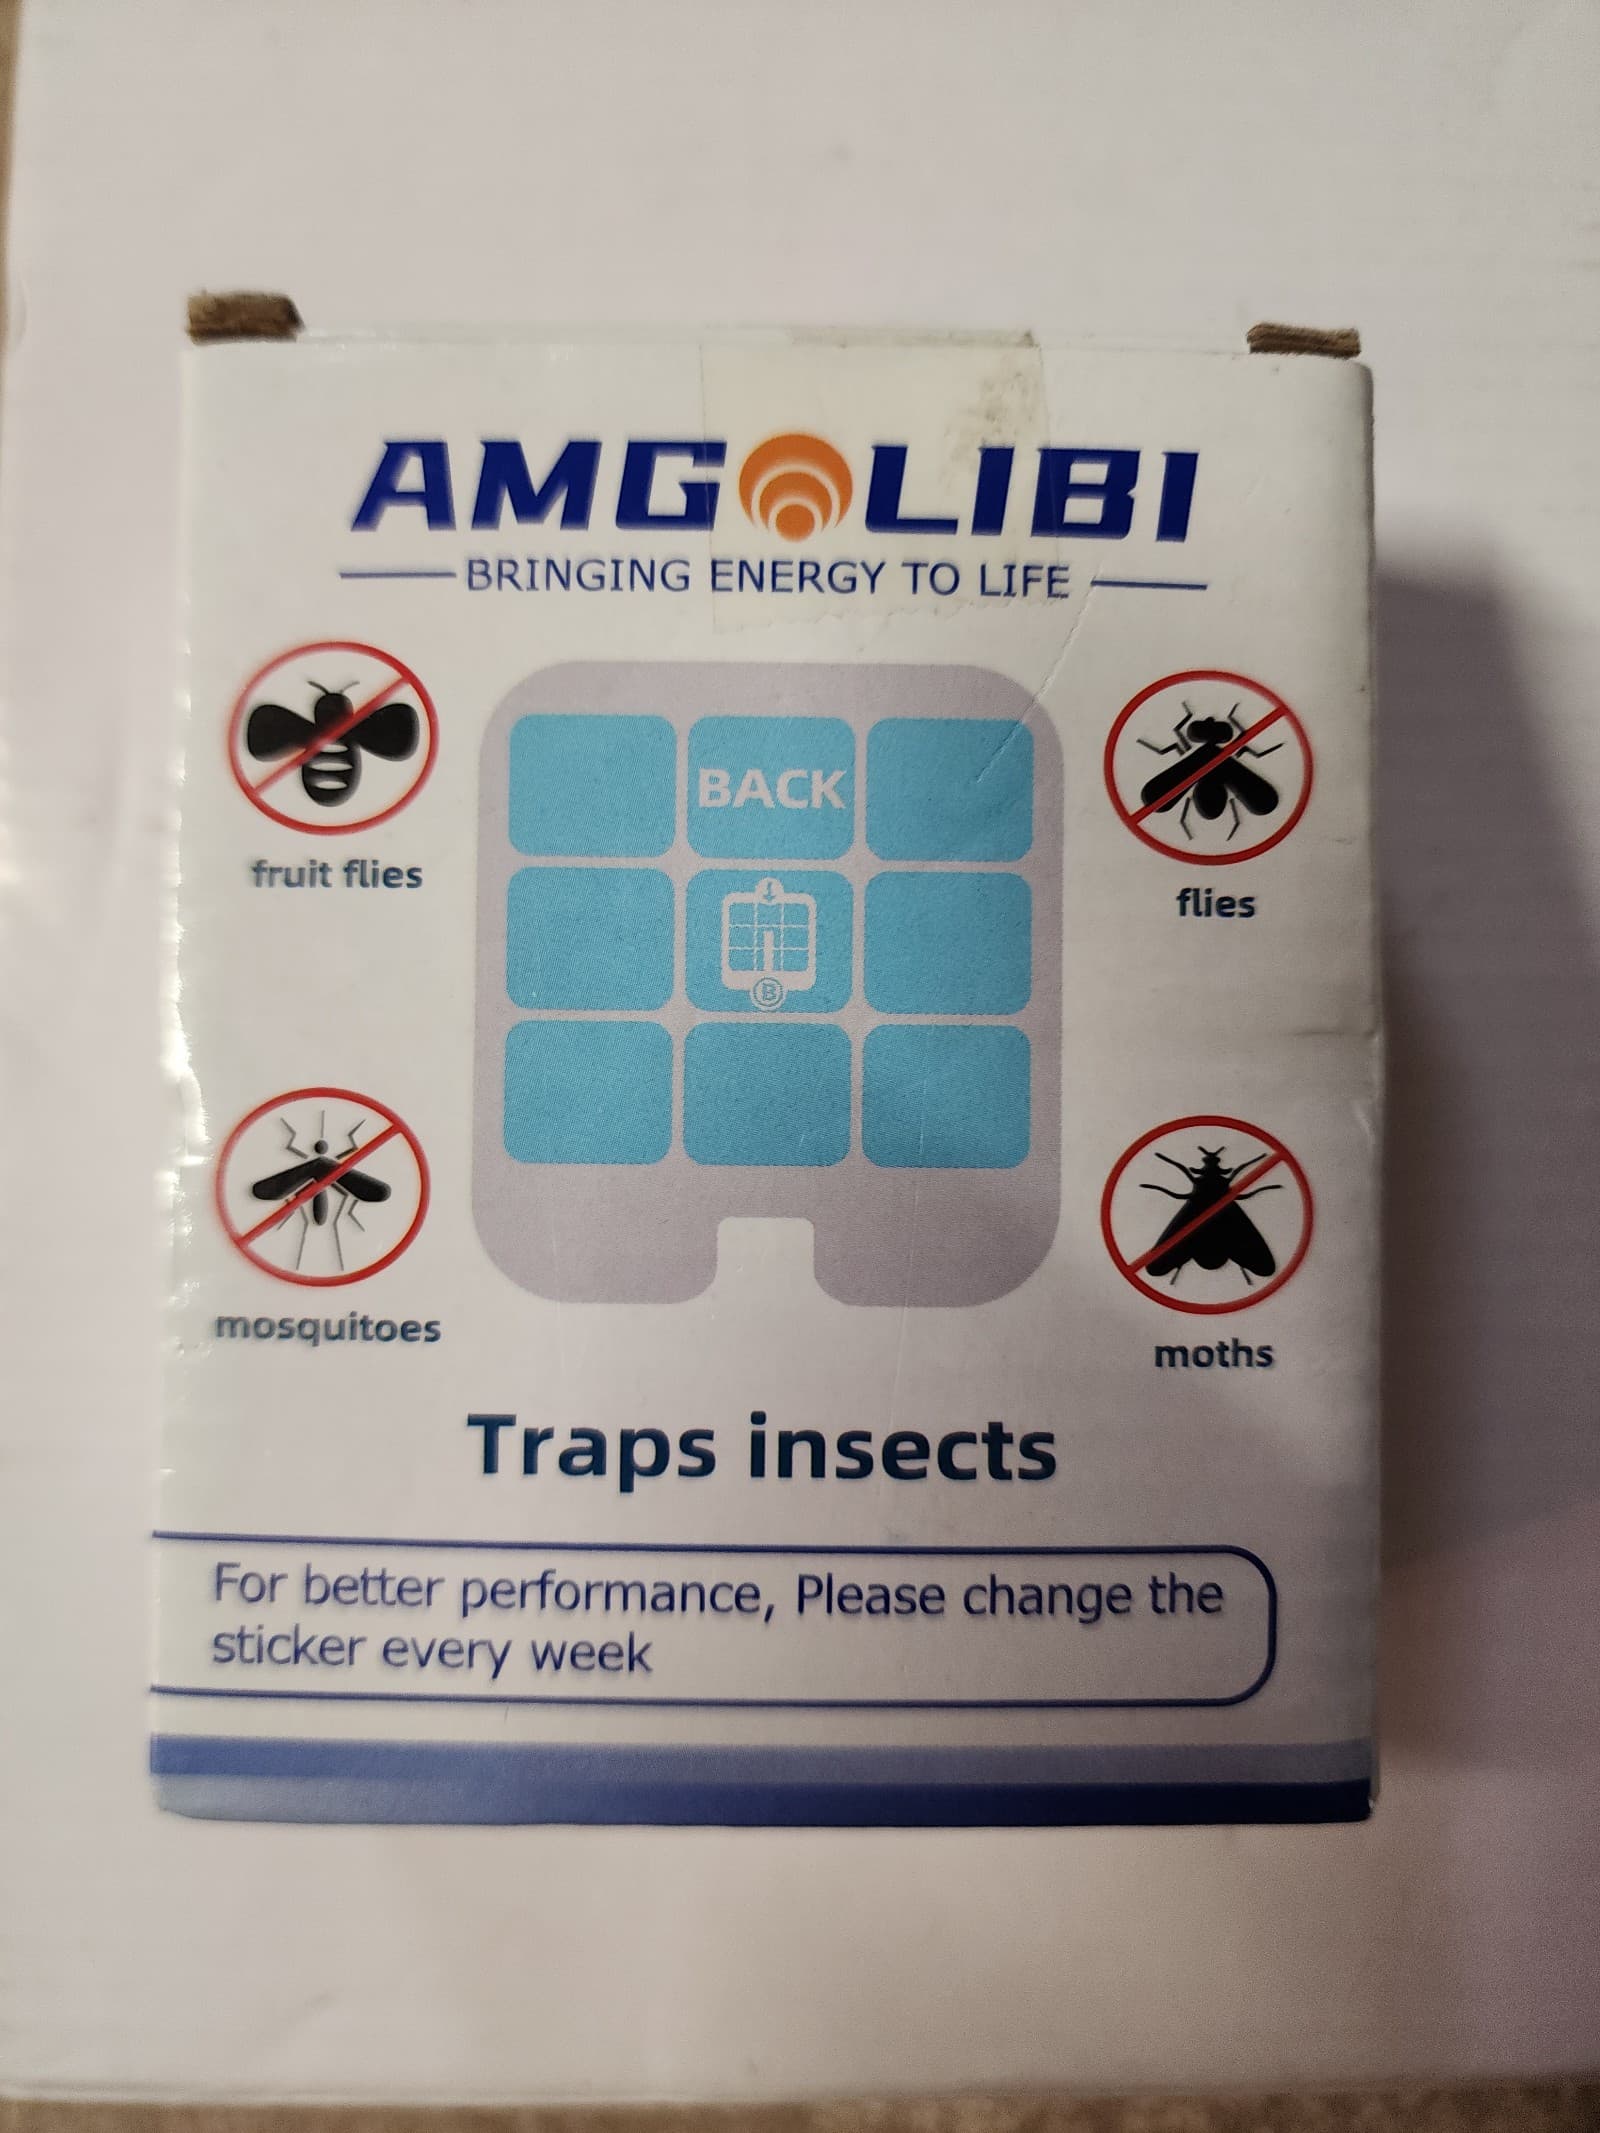 AMGOLIBI
BRINGING ENERGY TO LIFE
BACK
B
fruit flies
flies
mosquitoes
moths
Traps insects
For better performance, Please change the
sticker every week